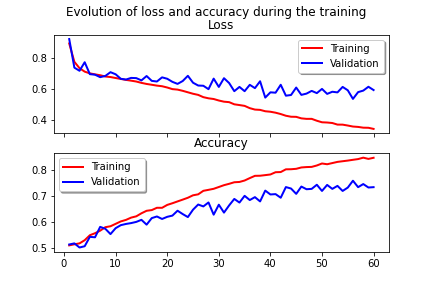 Evolution of loss and accuracy during the training
Loss
Training
Validation
0.8
0.6
0.4
Accuracy
Training
Validation
0.8
0.7
0.6
0.5
0 10 20 30 40 50 60